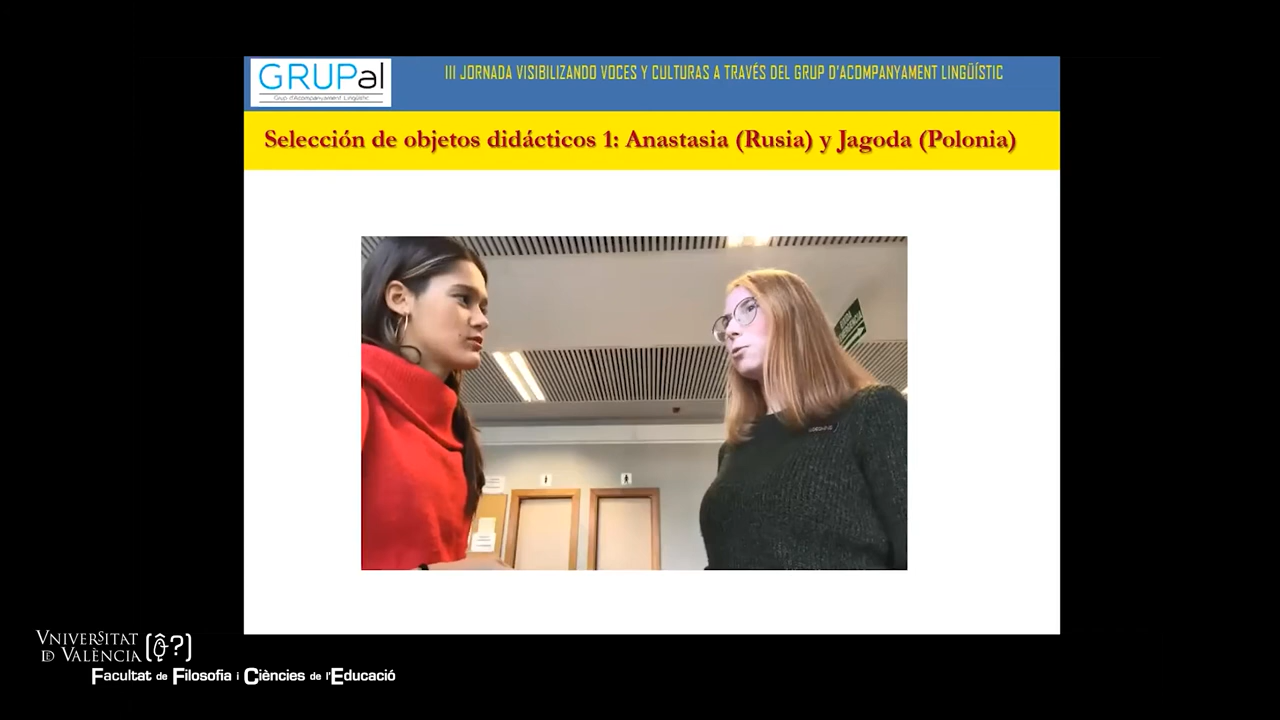 GRUPal
Grup d'Acompanyament Lingüístic
III JORNADA VISIBILIZANDO VOCES Y CULTURAS A TRAVÉS DEL GRUP D'ACOMPANYAMENT LINGÜÍSTIC
Selección de objetos didácticos 1: Anastasia (Rusia) y Jagoda (Polonia)
VNIVERSITAT
DE VALÈNCIA
Facultat de Filosofia i Ciències de l'Educació